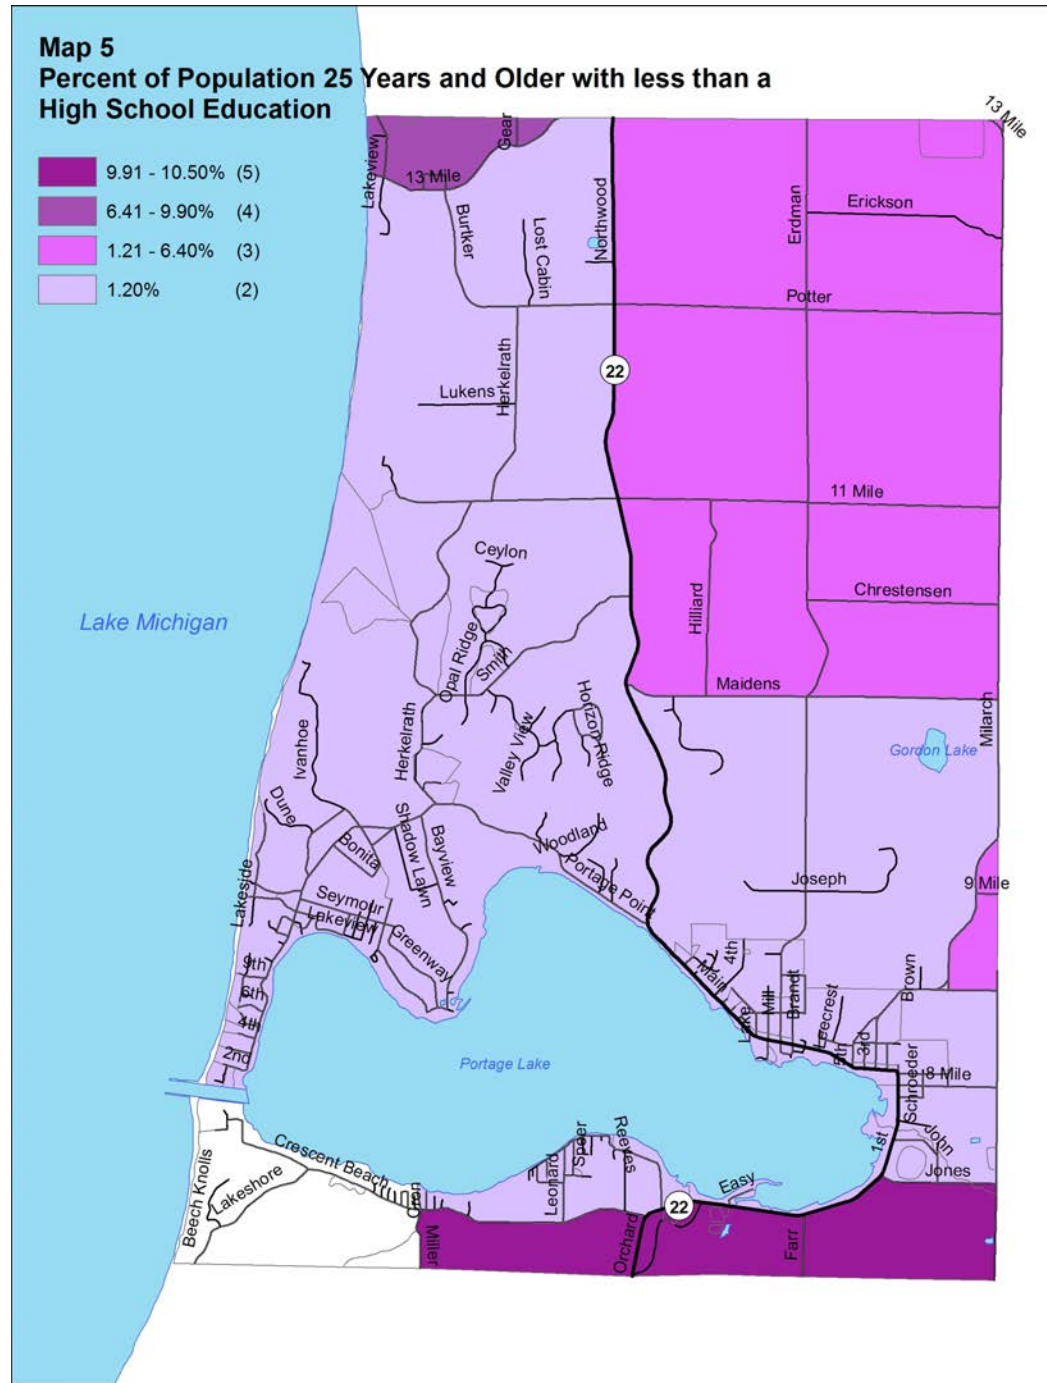 Map 5
Percent of Population 25 Years and Older with less than a
High School Education
9.91 - 10.50% (5)
6.41 - 9.90% (4)
1.21 - 6.40% (3)
1.20% (2)
13 Mile
Gear
Lakeview
13 Mile
Burtker
Lost Cabin
Northwood
Erdman
Erickson
Potter
22
Herkelrath
Lukens
11 Mile
Ceylon
Hilliard
Chrestensen
Lake Michigan
Opal Ridge
Smith
Maidens
Horizon Ridge
Milarch
Ivanhoe
Herkelrath
Valley View
Gordon Lake
Dune
Shadow Lawn
Bayview
Woodland
Bonita
Portage Point
Joseph
9 Mile
Lakeside
Seymour
Lakeview
Greenway
9th
6th
4th
2nd
4th
Main
Brown
Lake
Mill
Brandt
Leecrest
5th
3rd
Portage Lake
Schroeder
8 Mile
1st
John
Jones
Crescent Beach
Speer
Reeves
Leonard
Easy
Beech Knolls
Lakeshore
Cron
22
Miller
Orchard
Farr